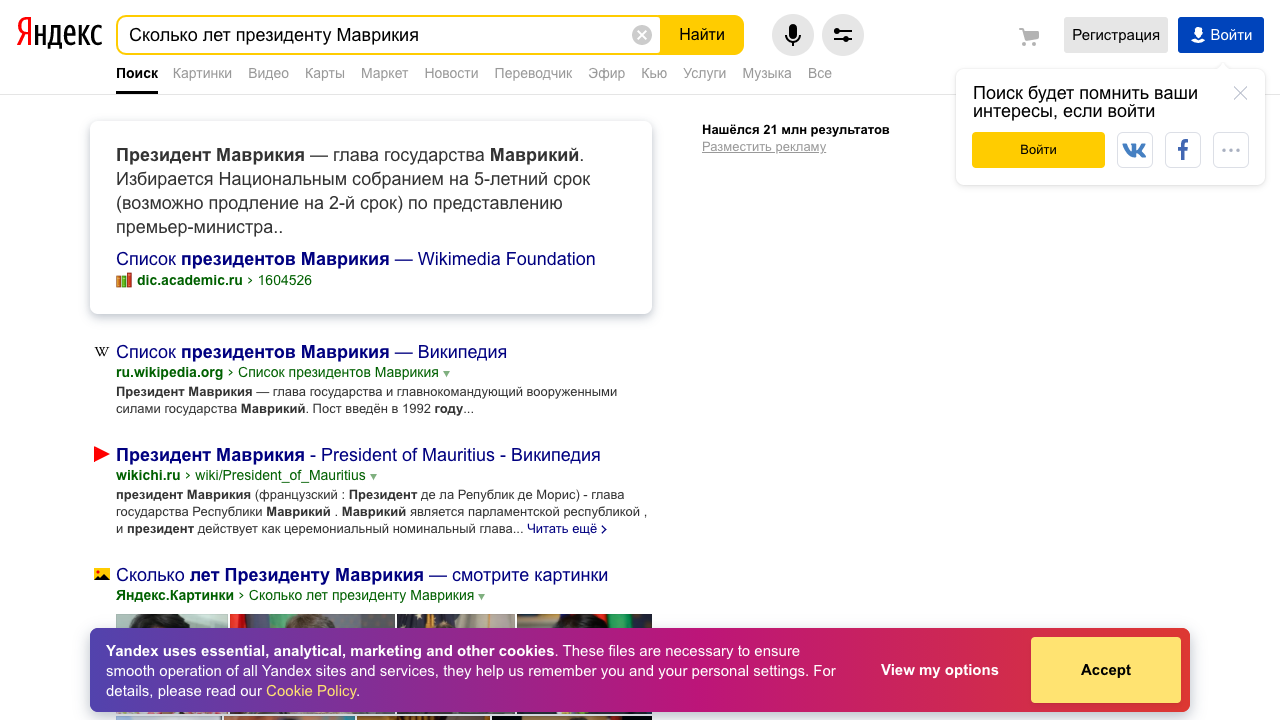 Яндекс
Сколько лет президенту Маврикия
Найти
Регистрация
Войти
Поиск Картинки Видео Карты Маркет Новости Переводчик Эфир Кью Услуги Музыка Все
Поиск будет помнить ваши
интересы, если войти
Войти
Нашёлся 21 млн результатов
Разместить рекламу
Президент Маврикия — глава государства Маврикий.
Избирается Национальным собранием на 5-летний срок
(возможно продление на 2-й срок) по представлению
премьер-министра..
Список президентов Маврикия — Wikimedia Foundation
dic.academic.ru › 1604526
W Список президентов Маврикия — Википедия
ru.wikipedia.org › Список президентов Маврикия
Президент Маврикия — глава государства и главнокомандующий вооруженными
силами государства Маврикий. Пост введён в 1992 году...
Президент Маврикия - President of Mauritius - Википедия
wikichi.ru › wiki/President_of_Mauritius
президент Маврикия (французский : Президент де ла Републик де Морис) - глава
государства Республики Маврикий . Маврикий является парламентской республикой ,
и президент действует как церемониальный номинальный глава... Читать ещё ›
Сколько лет Президенту Маврикия — смотрите картинки
Яндекс.Картинки › Сколько лет президенту Маврикия
Yandex uses essential, analytical, marketing and other cookies. These files are necessary to ensure
smooth operation of all Yandex sites and services, they help us remember you and your personal settings. For
details, please read our Cookie Policy.
View my options
Accept